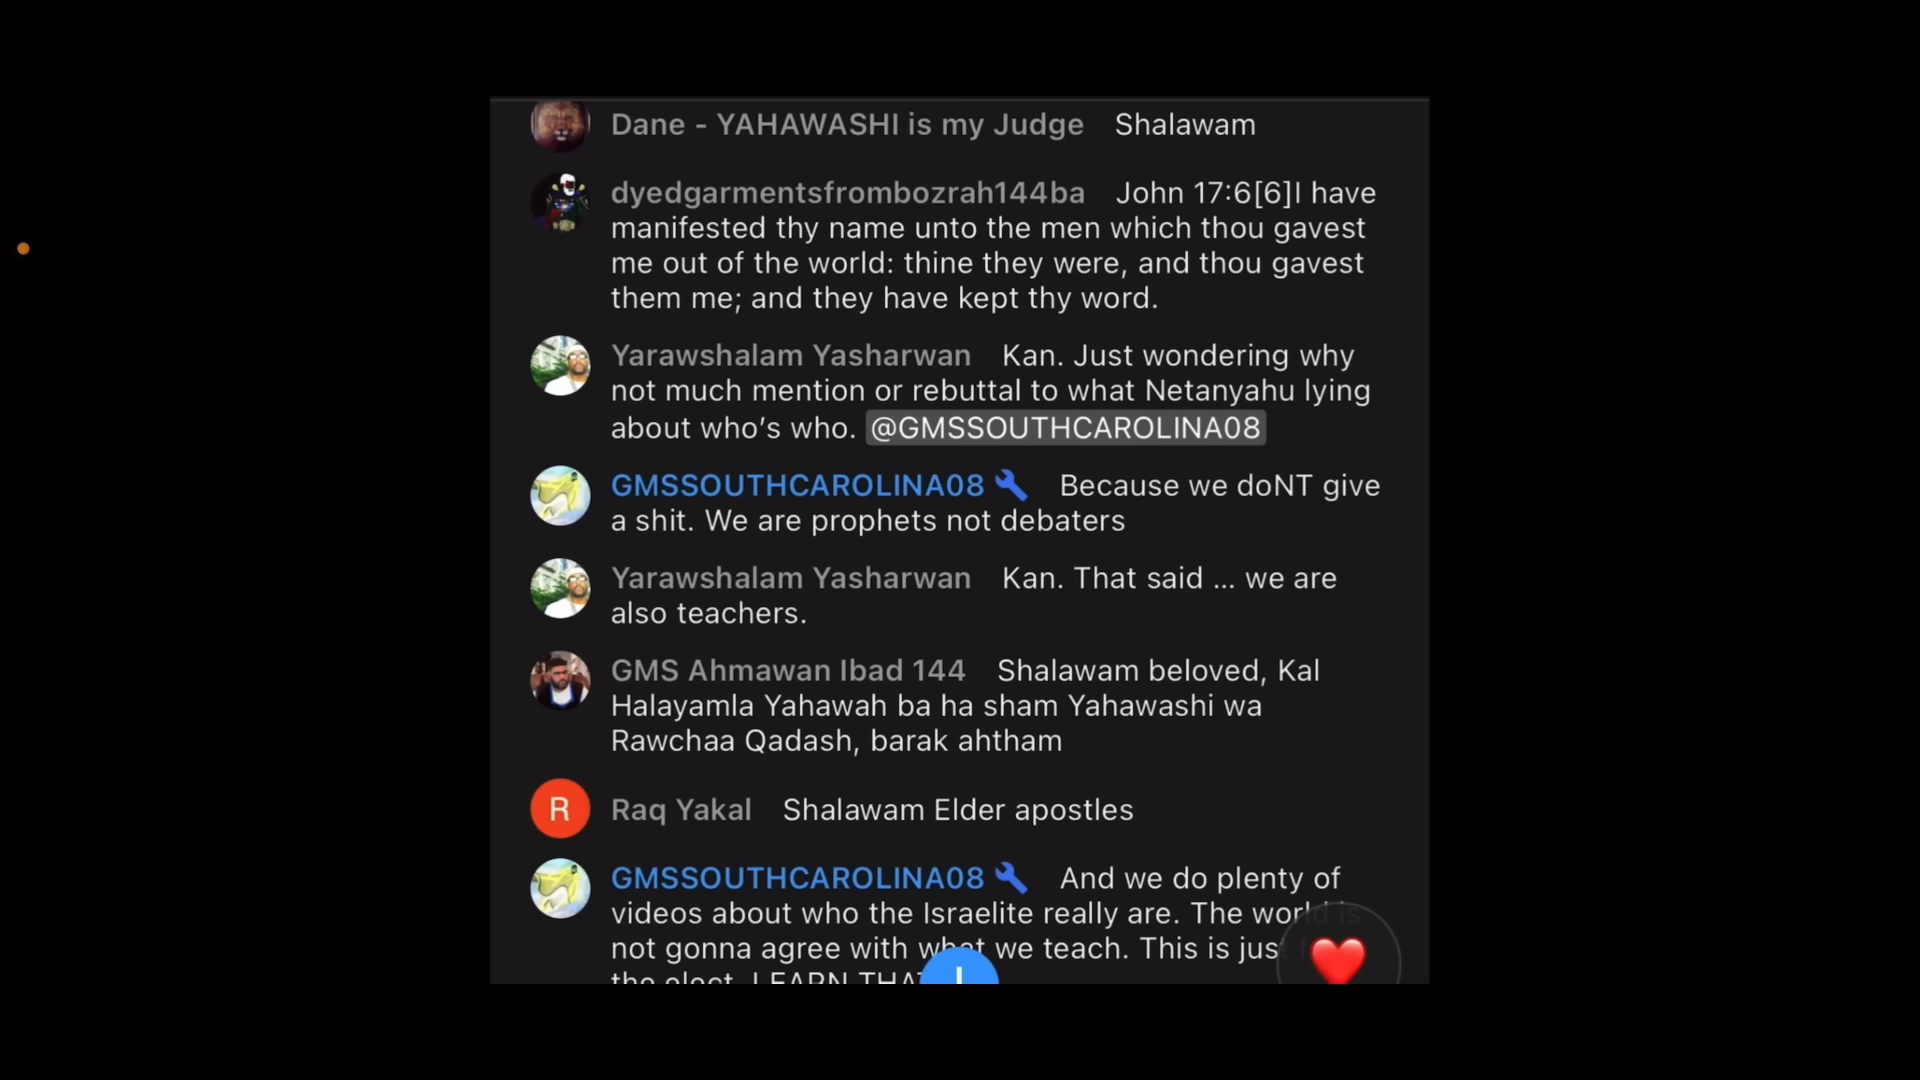 Dane - YAHAWASHI is my Judge Shalawam
dyedgarmentsfrombozrah144ba John 17:6[6]I have
manifested thy name unto the men which thou gavest
me out of the world: thine they were, and thou gavest
them me; and they have kept thy word.
Yarawshalam Yasharwan Kan. Just wondering why
not much mention or rebuttal to what Netanyahu lying
about who’s who. @GMSSOUTHCAROLINA08
GMSSOUTHCAROLINA08 Because we doNT give
a shit. We are prophets not debaters
Yarawshalam Yasharwan Kan. That said ... we are
also teachers.
GMS Ahmawan Ibad 144 Shalawam beloved, Kal
Halayamla Yahawah ba ha sham Yahawashi wa
Rawchaa Qadash, barak ahtham
R
Raq Yakal Shalawam Elder apostles
GMSSOUTHCAROLINA08 And we do plenty of
videos about who the Israelite really are. The world is
not gonna agree with what we teach. This is just
the elect. LEARN THAT